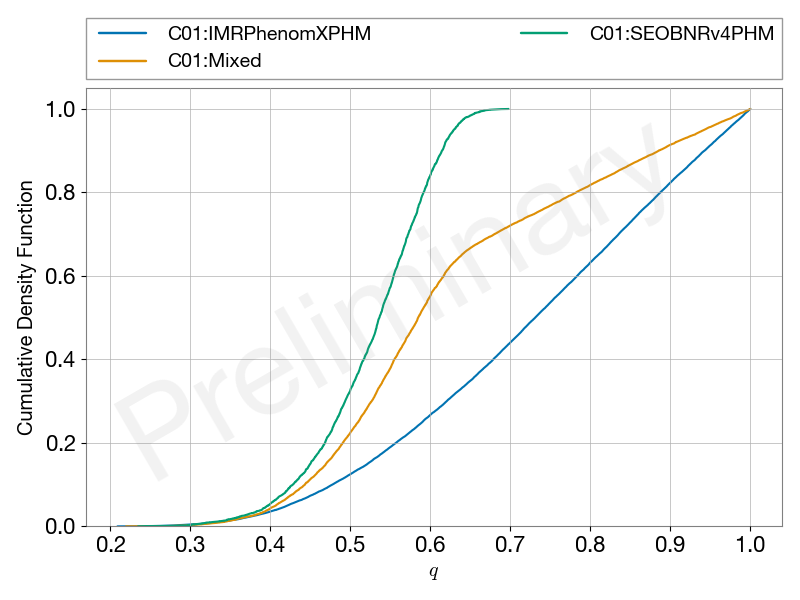 C01:IMRPhenomXPHM
C01:Mixed
C01:SEOBNRv4PHM
Cumulative Density Function
1.0
0.8
0.6
0.4
0.2
0.0
Preliminary
0.2 0.3 0.4 0.5 0.6 0.7 0.8 0.9 1.0
q